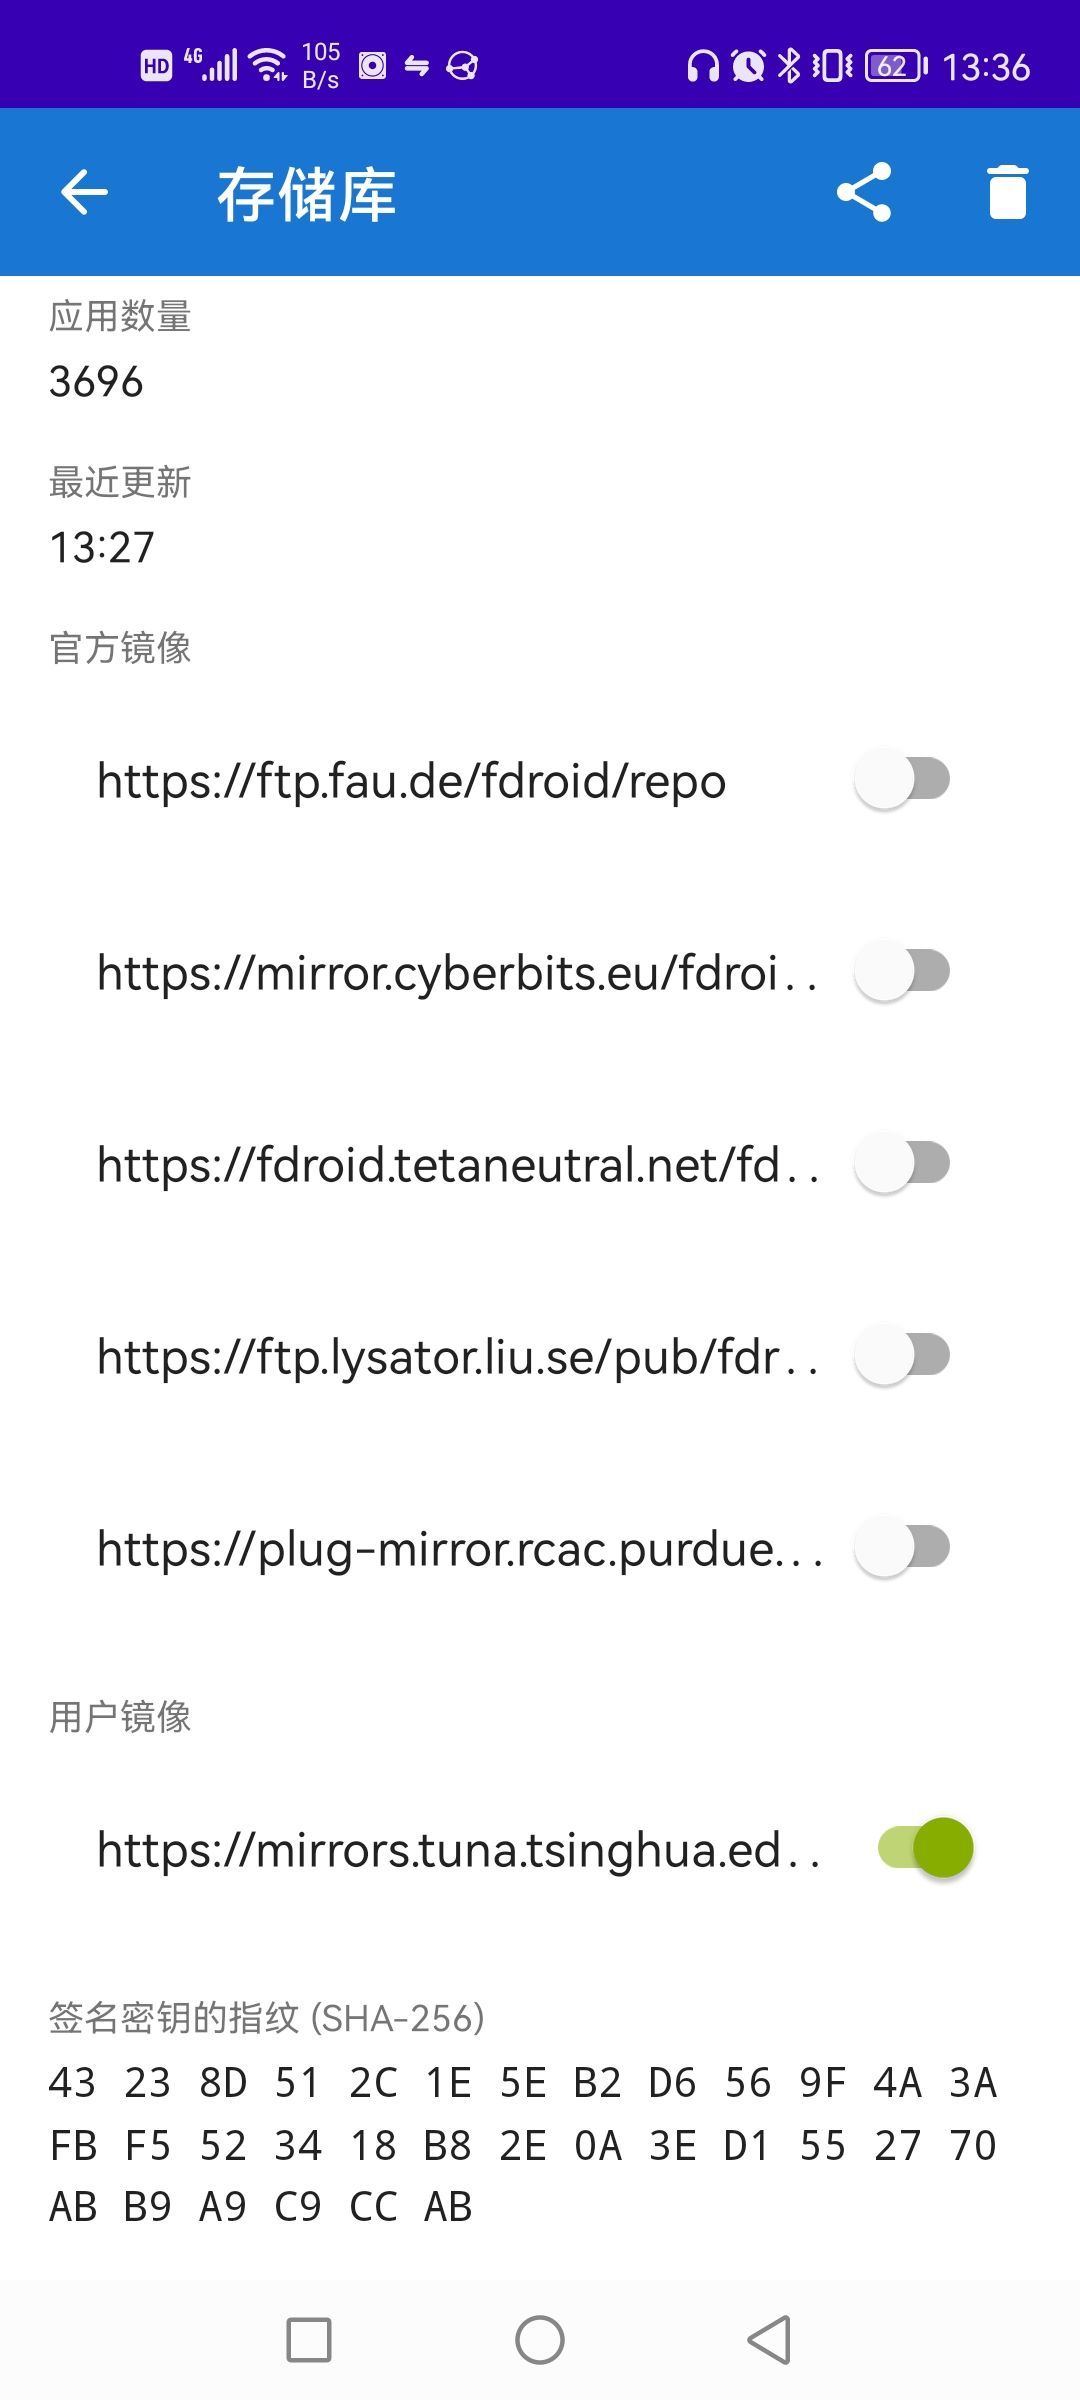 HD 4G 105 B/s 62 13:36
存储库
应用数量
3696
最近更新
13:27
官方镜像
https://ftp.fau.de/fdroid/repo
https://mirror.cyberbits.eu/fdroi..
https://fdroid.tetaneutral.net/fd..
https://ftp.lysator.liu.se/pub/fdr..
https://plug-mirror.rcac.purdue...
用户镜像
https://mirrors.tuna.tsinghua.ed..
签名密钥的指纹 (SHA-256)
43 23 8D 51 2C 1E 5E B2 D6 56 9F 4A 3A
FB F5 52 34 18 B8 2E 0A 3E D1 55 27 70
AB B9 A9 C9 CC AB